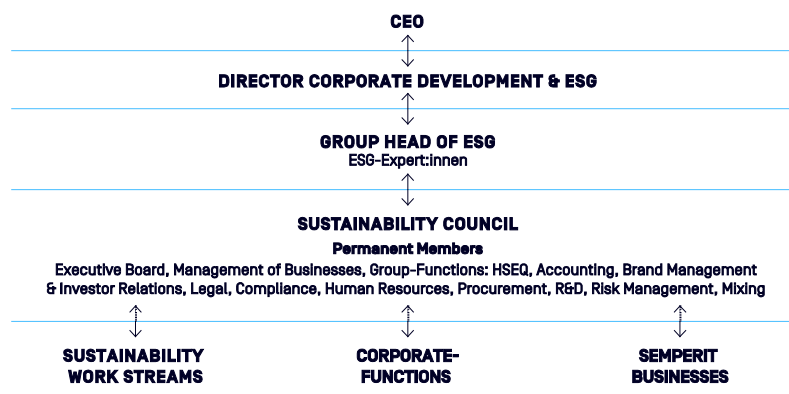 CEO
DIRECTOR CORPORATE DEVELOPMENT & ESG
GROUP HEAD OF ESG
ESG-Expert:innen
SUSTAINABILITY COUNCIL
Permanent Members
Executive Board, Management of Businesses, Group-Functions: HSEQ, Accounting, Brand Management
& Investor Relations, Legal, Compliance, Human Resources, Procurement, R&D, Risk Management, Mixing
SUSTAINABILITY
WORK STREAMS
CORPORATE-
FUNCTIONS
SEMPERIT
BUSINESSES